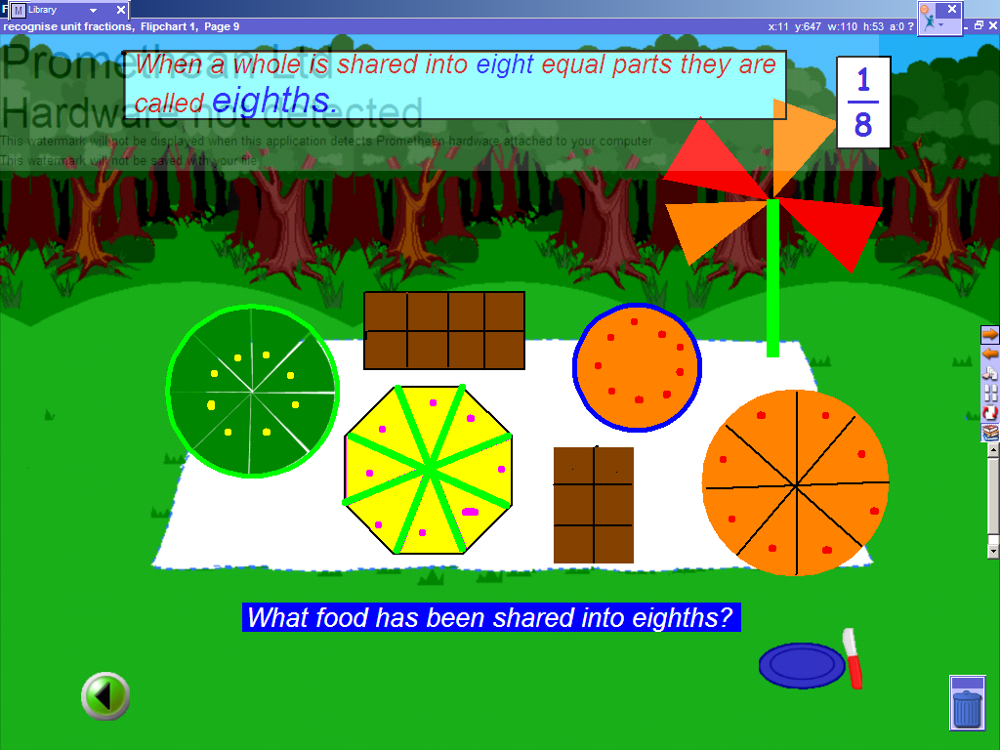 Library
recognise unit fractions, Flipchart 1, Page 9
x:11 y:647 w:110 h:53 a:0 ?
Promethean Ltd
Hardware not detected
This watermark will not be displayed when this application detects Promethean hardware attached to your computer
This watermark will not be saved with your file
When a whole is shared into eight equal parts they are
called eighths.
1
8
What food has been shared into eighths?